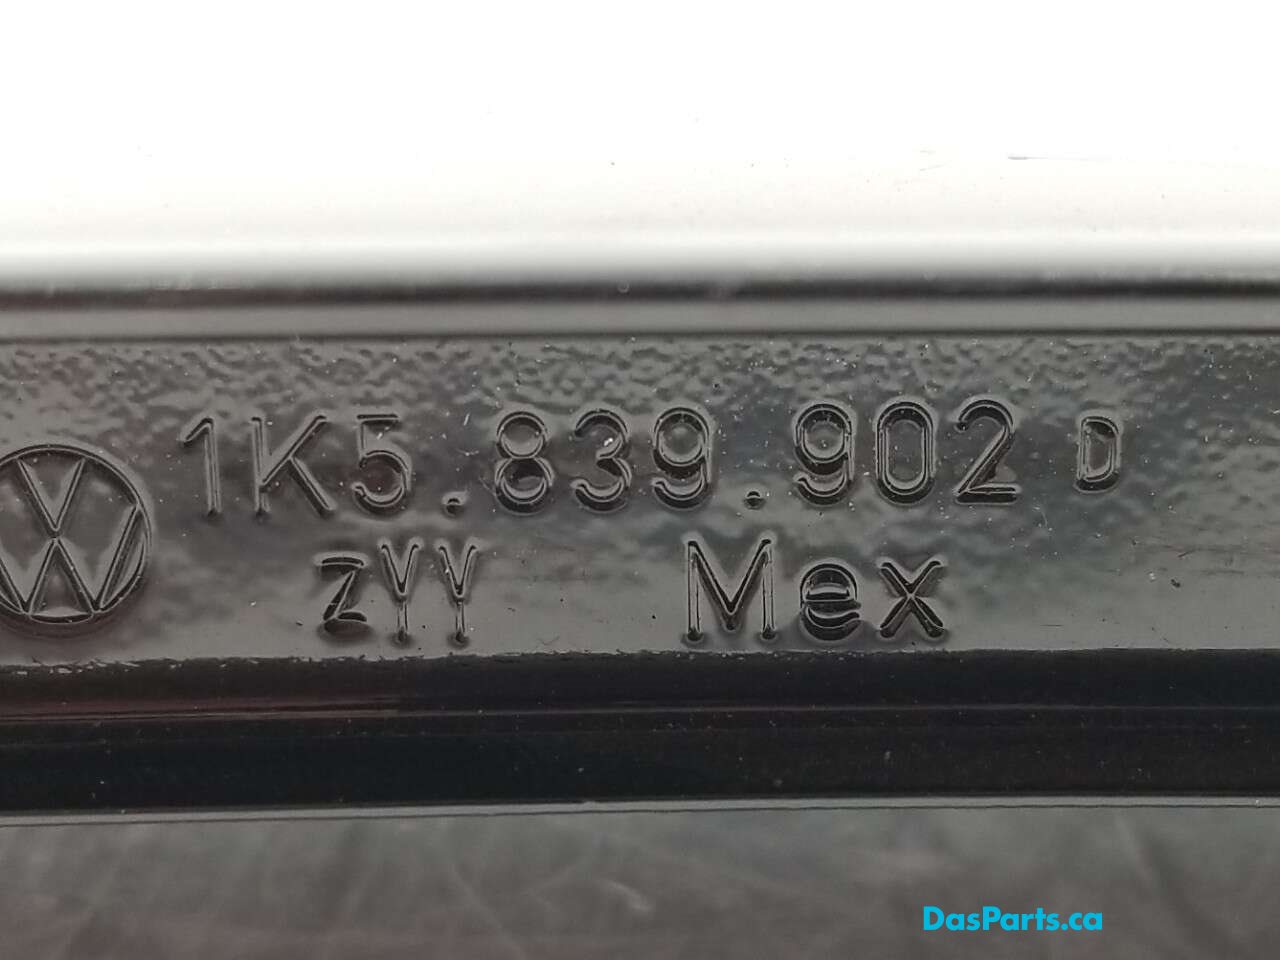 1K5.839.902 D
ZYY Mex
DasParts.ca